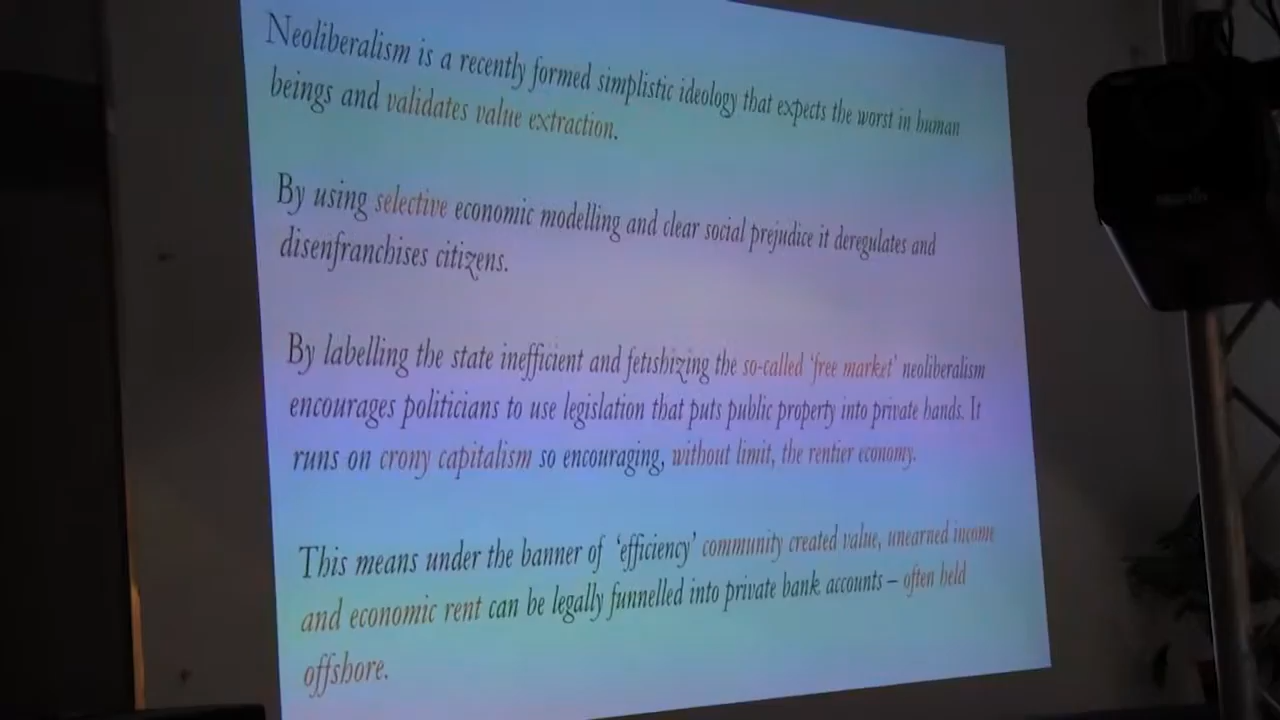 Neoliberalism is a recently formed simplistic ideology that expects the worst in human
beings and validates value extraction.
By using selective economic modelling and clear social prejudice it deregulates and
disenfranchises citizens.
By labelling the state inefficient and fetishizing the so-called 'free market' neoliberalism
encourages politicians to use legislation that puts public property into private hands. It
runs on crony capitalism so encouraging, without limit, the rentier economy.
This means under the banner of 'efficiency' community created value, unearned income
and economic rent can be legally funnelled into private bank accounts – often held
offshore.